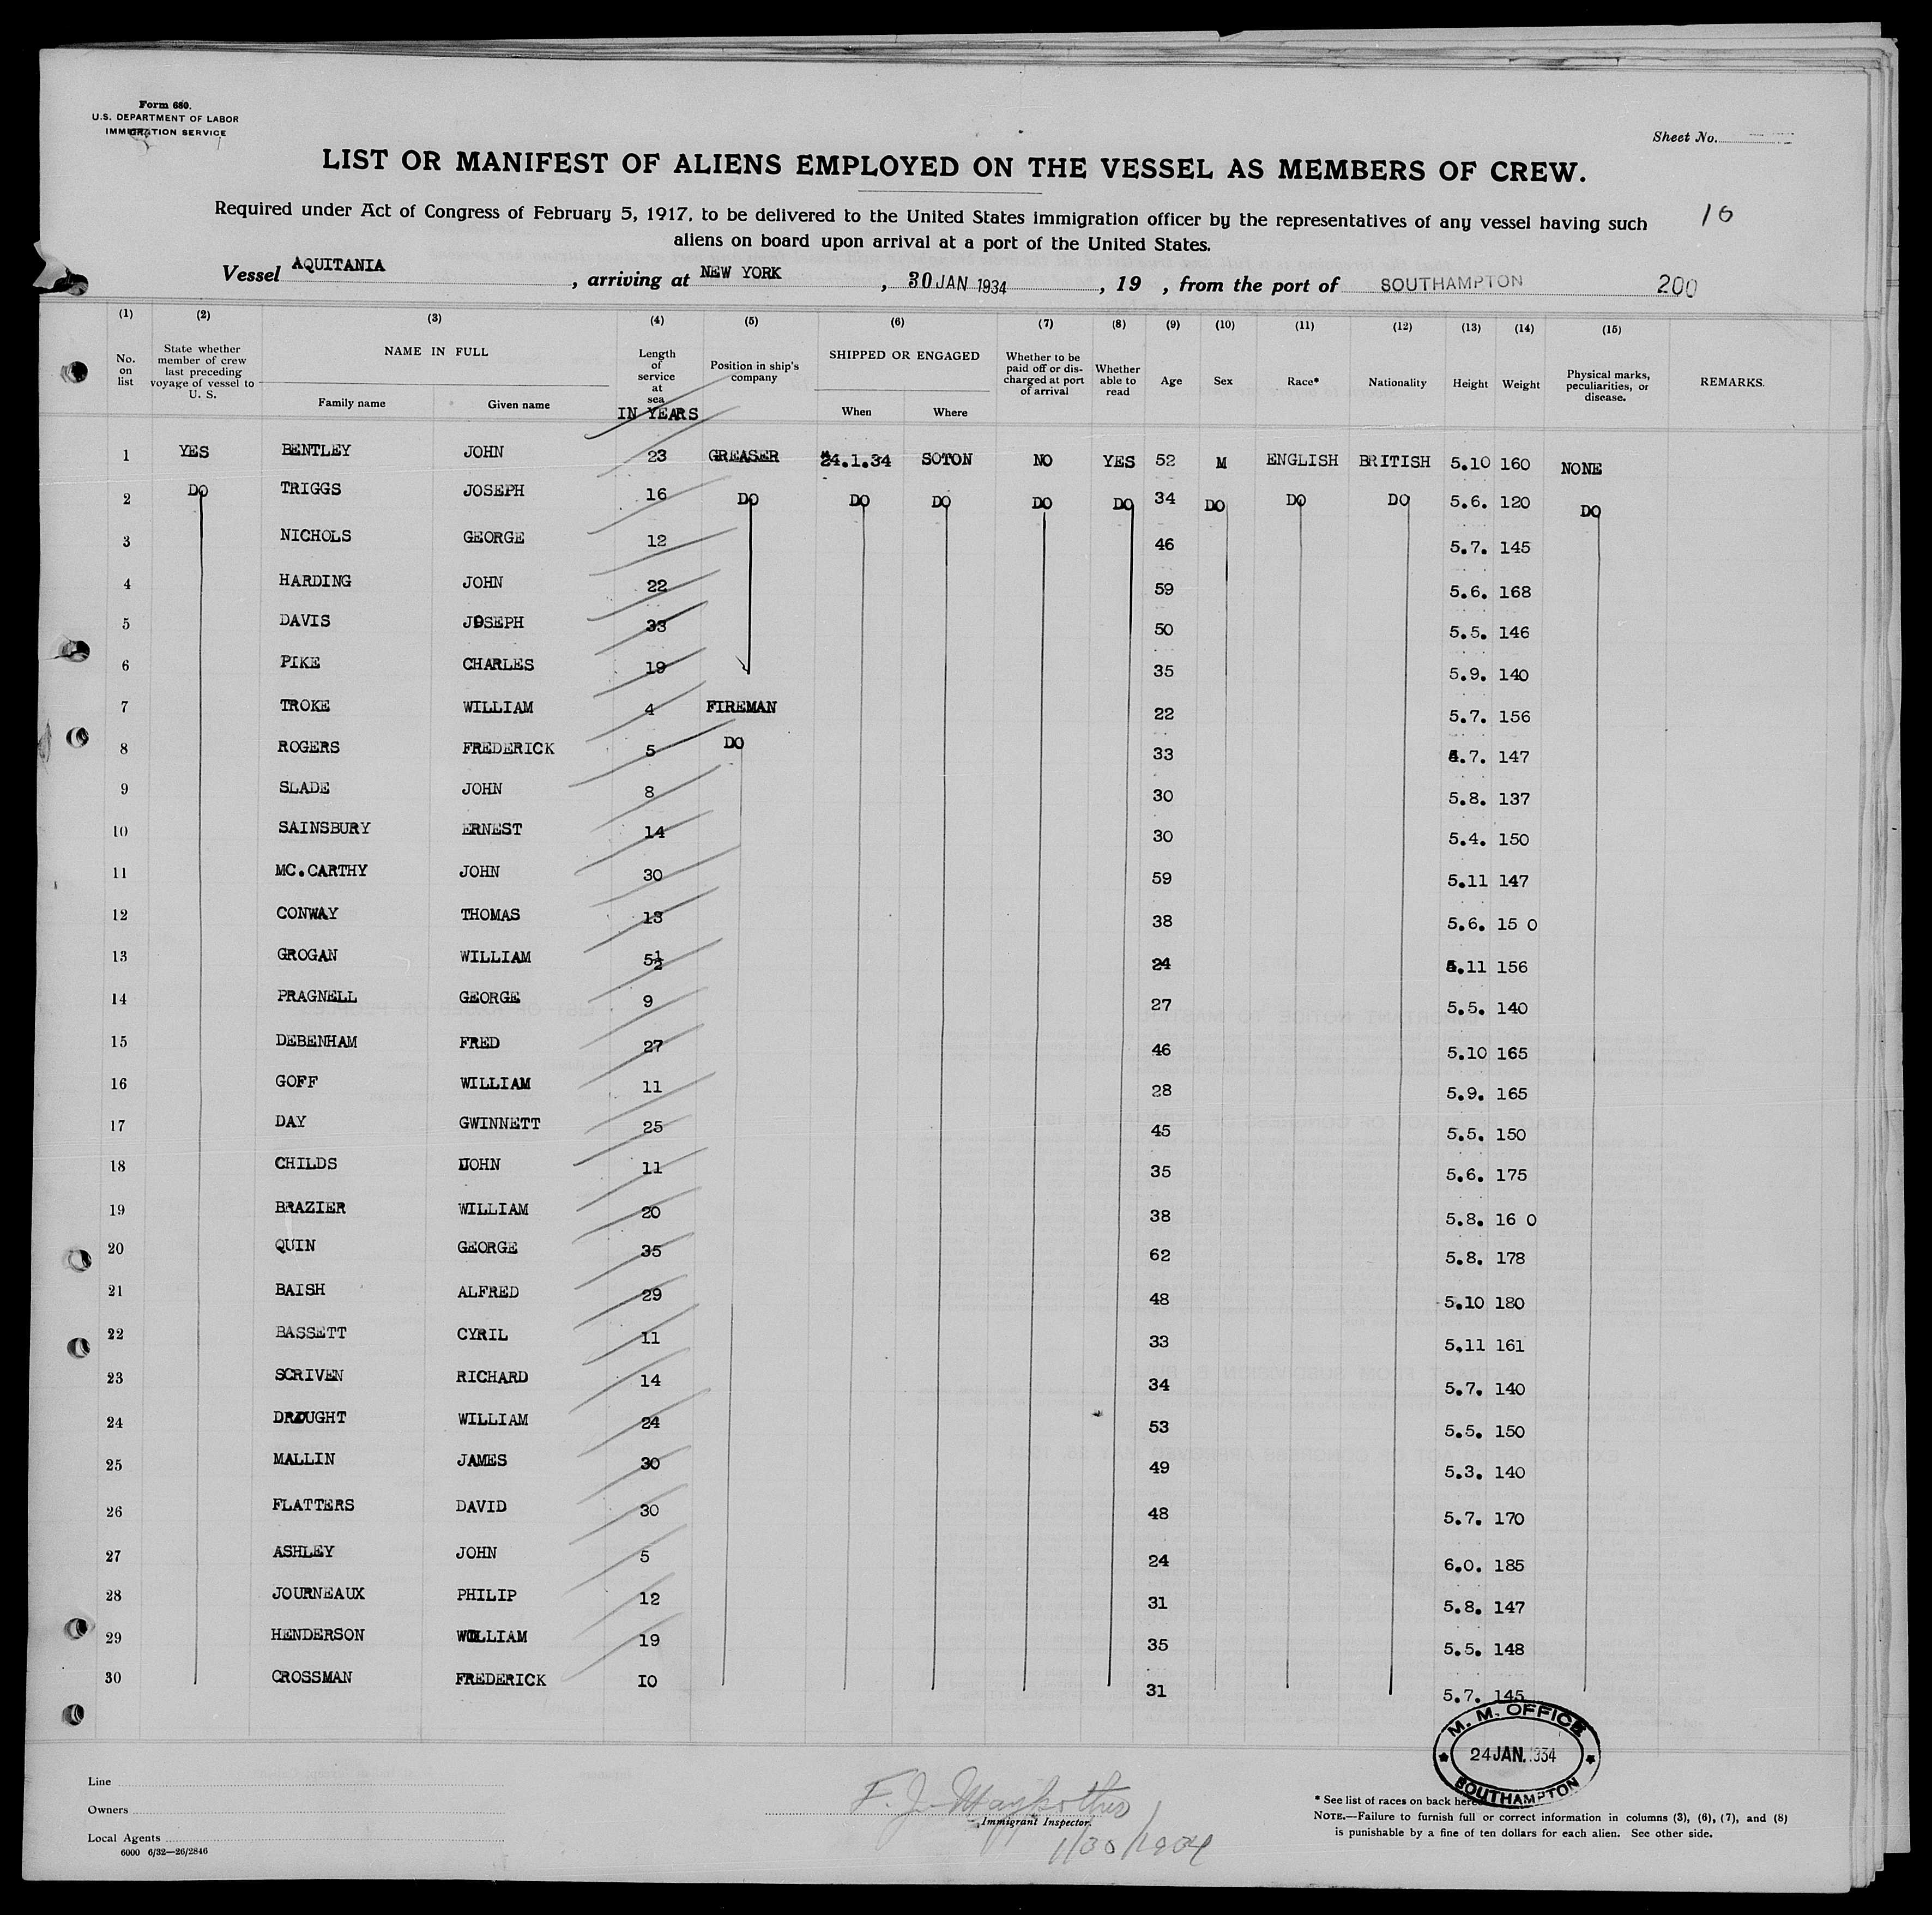 Form 680.
U.S. DEPARTMENT OF LABOR
IMMIGRATION SERVICE
Sheet No.
LIST OR MANIFEST OF ALIENS EMPLOYED ON THE VESSEL AS MEMBERS OF CREW.
Required under Act of Congress of February 5, 1917, to be delivered to the United States immigration officer by the representatives of any vessel having such
aliens on board upon arrival at a port of the United States.
16
Vessel AQUITANIA, arriving at NEW YORK, 30 JAN 1934, 19 , from the port of SOUTHAMPTON 200
(1) (2) (3) (4) (5) (6) (7) (8) (9) (10) (11) (12) (13) (14) (15)
No. on list
State whether member of crew last preceding voyage of vessel to U. S.
NAME IN FULL
Family name Given name
Length of service at sea
IN YEARS
Position in ship's company
SHIPPED OR ENGAGED
When Where
Whether to be paid off or discharged at port of arrival
Whether able to read
Age
Sex
Race*
Nationality
Height
Weight
Physical marks, peculiarities, or disease.
REMARKS.
1 YES BENTLEY JOHN 23 GREASER 24.1.34 SOTON NO YES 52 M ENGLISH BRITISH 5.10 160 NONE
2 DO TRIGGS JOSEPH 16 DO DO DO DO DO 34 DO DO DO 5.6. 120 DO
3 NICHOLS GEORGE 12 46 5.7. 145
4 HARDING JOHN 22 59 5.6. 168
5 DAVIS JOSEPH 33 50 5.5. 146
6 PIKE CHARLES 19 35 5.9. 140
7 TROKE WILLIAM 4 FIREMAN 22 5.7. 156
8 ROGERS FREDERICK 5 DO 33 5.7. 147
9 SLADE JOHN 8 30 5.8. 137
10 SAINSBURY ERNEST 14 30 5.4. 150
11 MC.CARTHY JOHN 30 59 5.11 147
12 CONWAY THOMAS 13 38 5.6. 15 0
13 GROGAN WILLIAM 5½ 24 5.11 156
14 PRAGNELL GEORGE 9 27 5.5. 140
15 DEBENHAM FRED 27 46 5.10 165
16 GOFF WILLIAM 11 28 5.9. 165
17 DAY GWINNETT 25 45 5.5. 150
18 CHILDS JOHN 11 35 5.6. 175
19 BRAZIER WILLIAM 20 38 5.8. 16 0
20 QUIN GEORGE 35 62 5.8. 178
21 BAISH ALFRED 29 48 5.10 180
22 BASSETT CYRIL 11 33 5.11 161
23 SCRIVEN RICHARD 14 34 5.7. 140
24 DROUGHT WILLIAM 24 53 5.5. 150
25 MALLIN JAMES 30 49 5.3. 140
26 FLATTERS DAVID 30 48 5.7. 170
27 ASHLEY JOHN 5 24 6.0. 185
28 JOURNEAUX PHILIP 12 31 5.8. 147
29 HENDERSON WILLIAM 19 35 5.5. 148
30 CROSSMAN FREDERICK 10 31 5.7. 145
M. M. OFFICE
24 JAN. 1934
SOUTHAMPTON
Line
Owners
Local Agents
6000 6/32—26/2846
F. J.
Immigrant Inspector.
1/30/1934
* See list of races on back hereof
NOTE.—Failure to furnish full or correct information in columns (3), (6), (7), and (8)
is punishable by a fine of ten dollars for each alien. See other side.